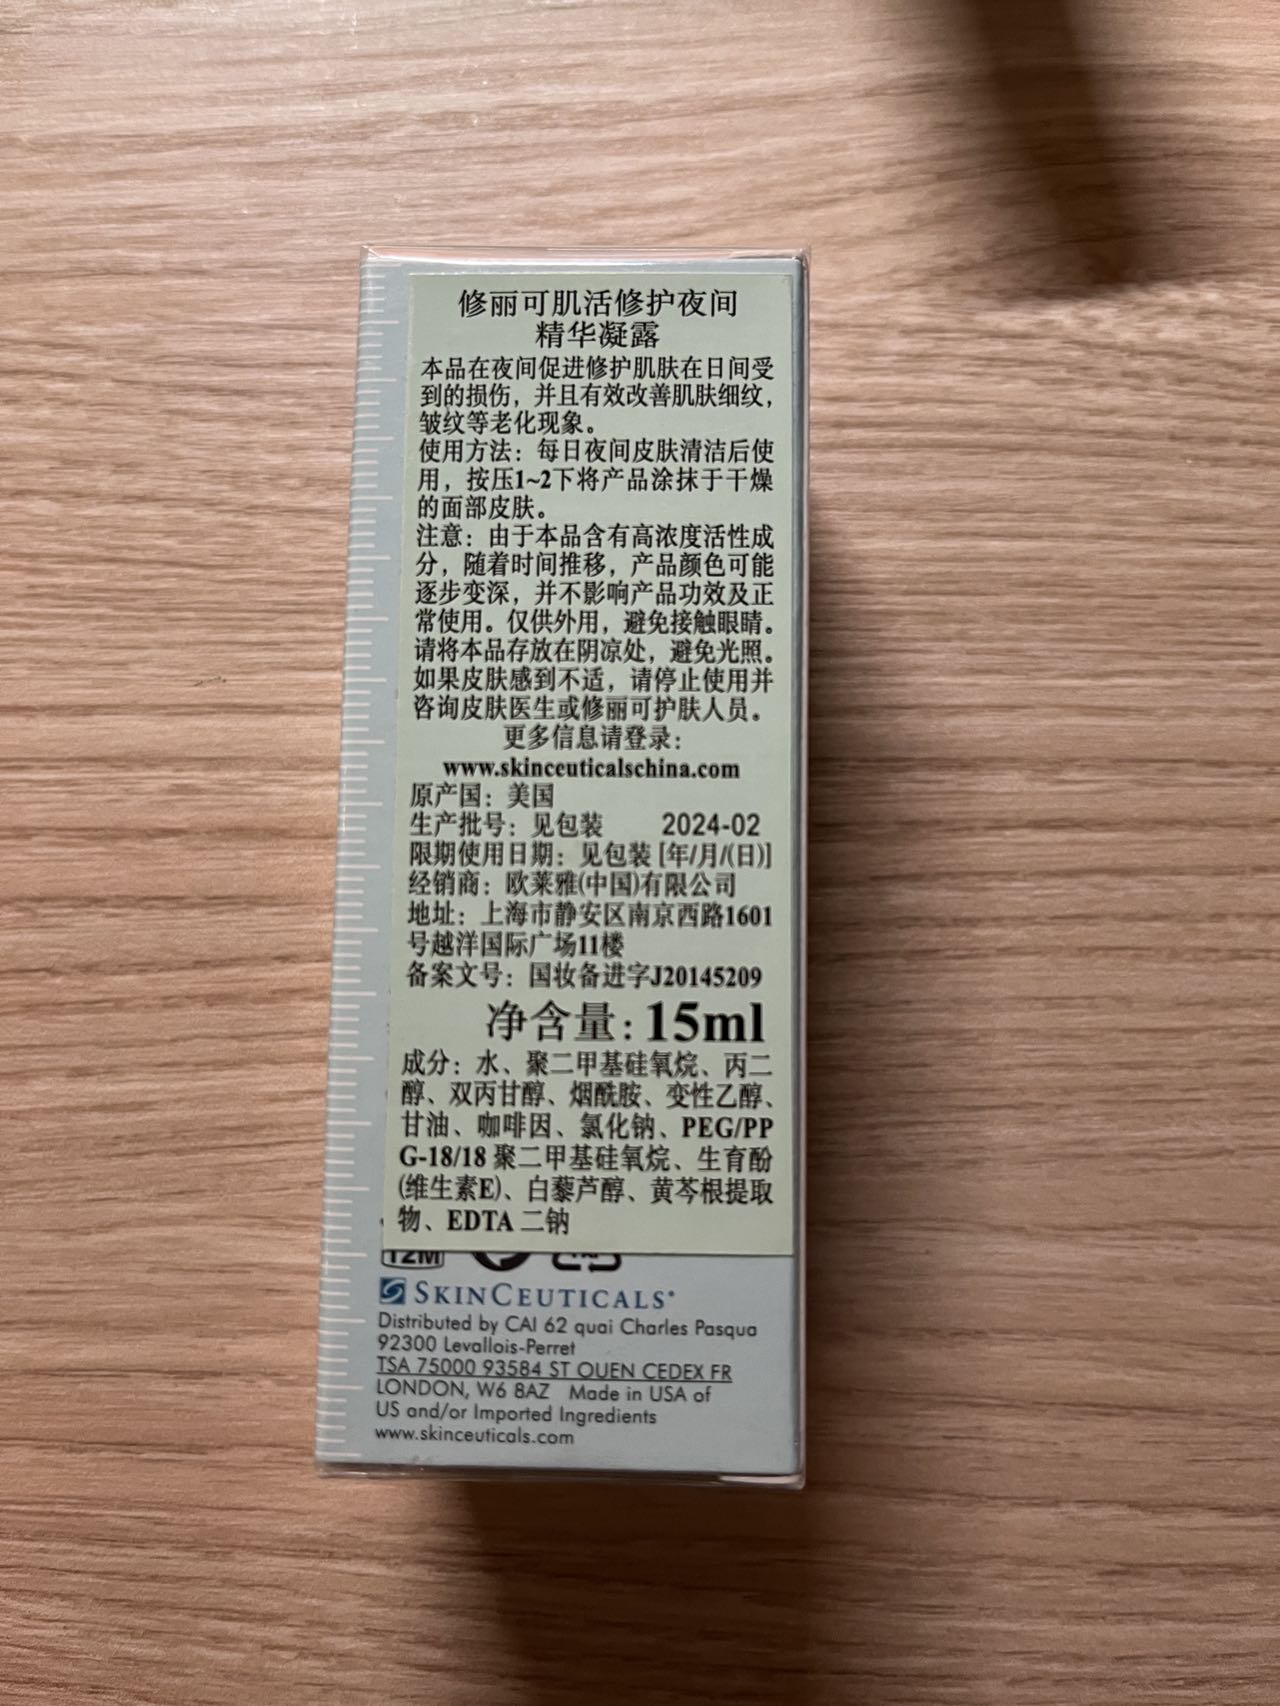 修丽可肌活修护夜间
精华凝露
本品在夜间促进修护肌肤在日间受
到的损伤，并且有效改善肌肤细纹，
皱纹等老化现象。
使用方法：每日夜间皮肤清洁后使
用，按压1~2下将产品涂抹于干燥
的面部皮肤。
注意：由于本品含有高浓度活性成
分，随着时间推移，产品颜色可能
逐步变深，并不影响产品功效及正
常使用。仅供外用，避免接触眼睛。
请将本品存放在阴凉处，避免光照。
如果皮肤感到不适，请停止使用并
咨询皮肤医生或修丽可护肤人员。
更多信息请登录：
www.skinceuticalschina.com
原产国：美国
生产批号：见包装 2024-02
限期使用日期：见包装 [年/月/(日)]
经销商：欧莱雅(中国)有限公司
地址：上海市静安区南京西路1601
号越洋国际广场11楼
备案文号：国妆备进字J20145209
净含量：15ml
成分：水、聚二甲基硅氧烷、丙二
醇、双丙甘醇、烟酰胺、变性乙醇、
甘油、咖啡因、氯化钠、PEG/PP
G-18/18 聚二甲基硅氧烷、生育酚
(维生素E)、白藜芦醇、黄芩根提取
物、EDTA 二钠
12M
SKINCEUTICALS
Distributed by CAI 62 quai Charles Pasqua
92300 Levallois-Perret
TSA 75000 93584 ST OUEN CEDEX FR
LONDON, W6 8AZ Made in USA of
US and/or Imported Ingredients
www.skinceuticals.com